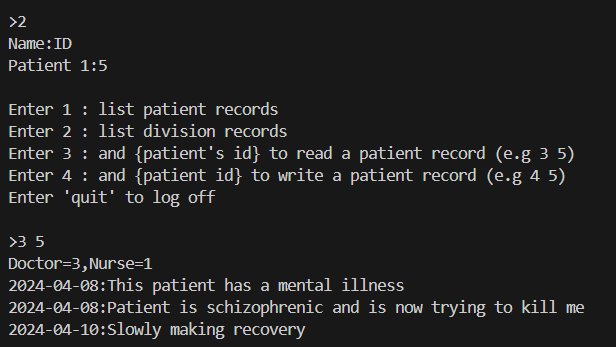 >2
Name:ID
Patient 1:5
Enter 1 : list patient records
Enter 2 : list division records
Enter 3 : and {patient's id} to read a patient record (e.g 3 5)
Enter 4 : and {patient id} to write a patient record (e.g 4 5)
Enter 'quit' to log off
>3 5
Doctor=3,Nurse=1
2024-04-08:This patient has a mental illness
2024-04-08:Patient is schizophrenic and is now trying to kill me
2024-04-10:Slowly making recovery